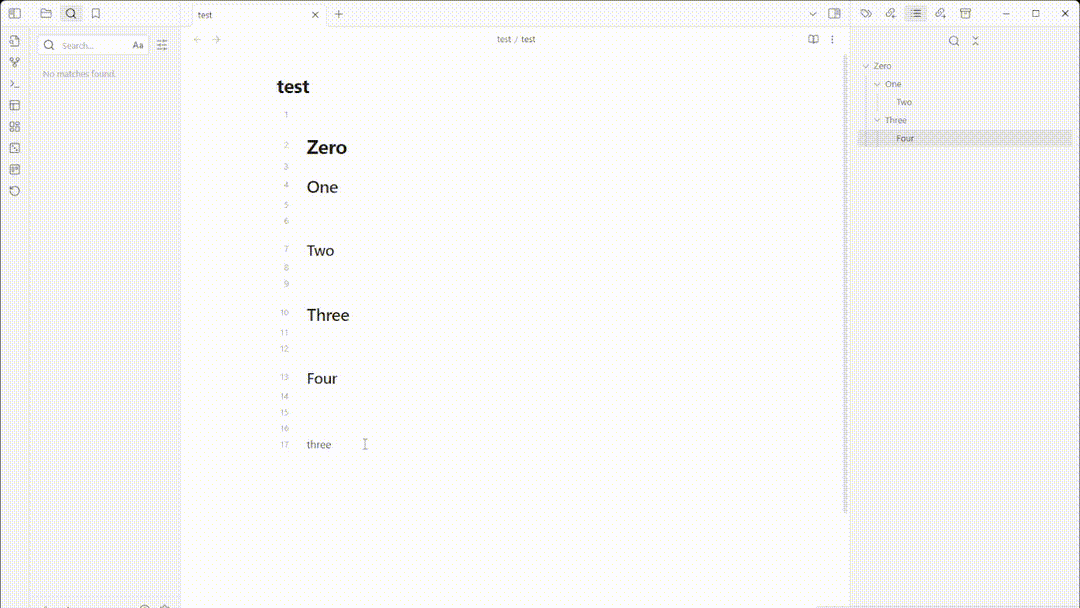 test
Search...
Aa
No matches found.
test / test
test
1
2 Zero
3
4 One
5
6
7 Two
8
9
10 Three
11
12
13 Four
14
15
16
17 three
Zero
One
Two
Three
Four